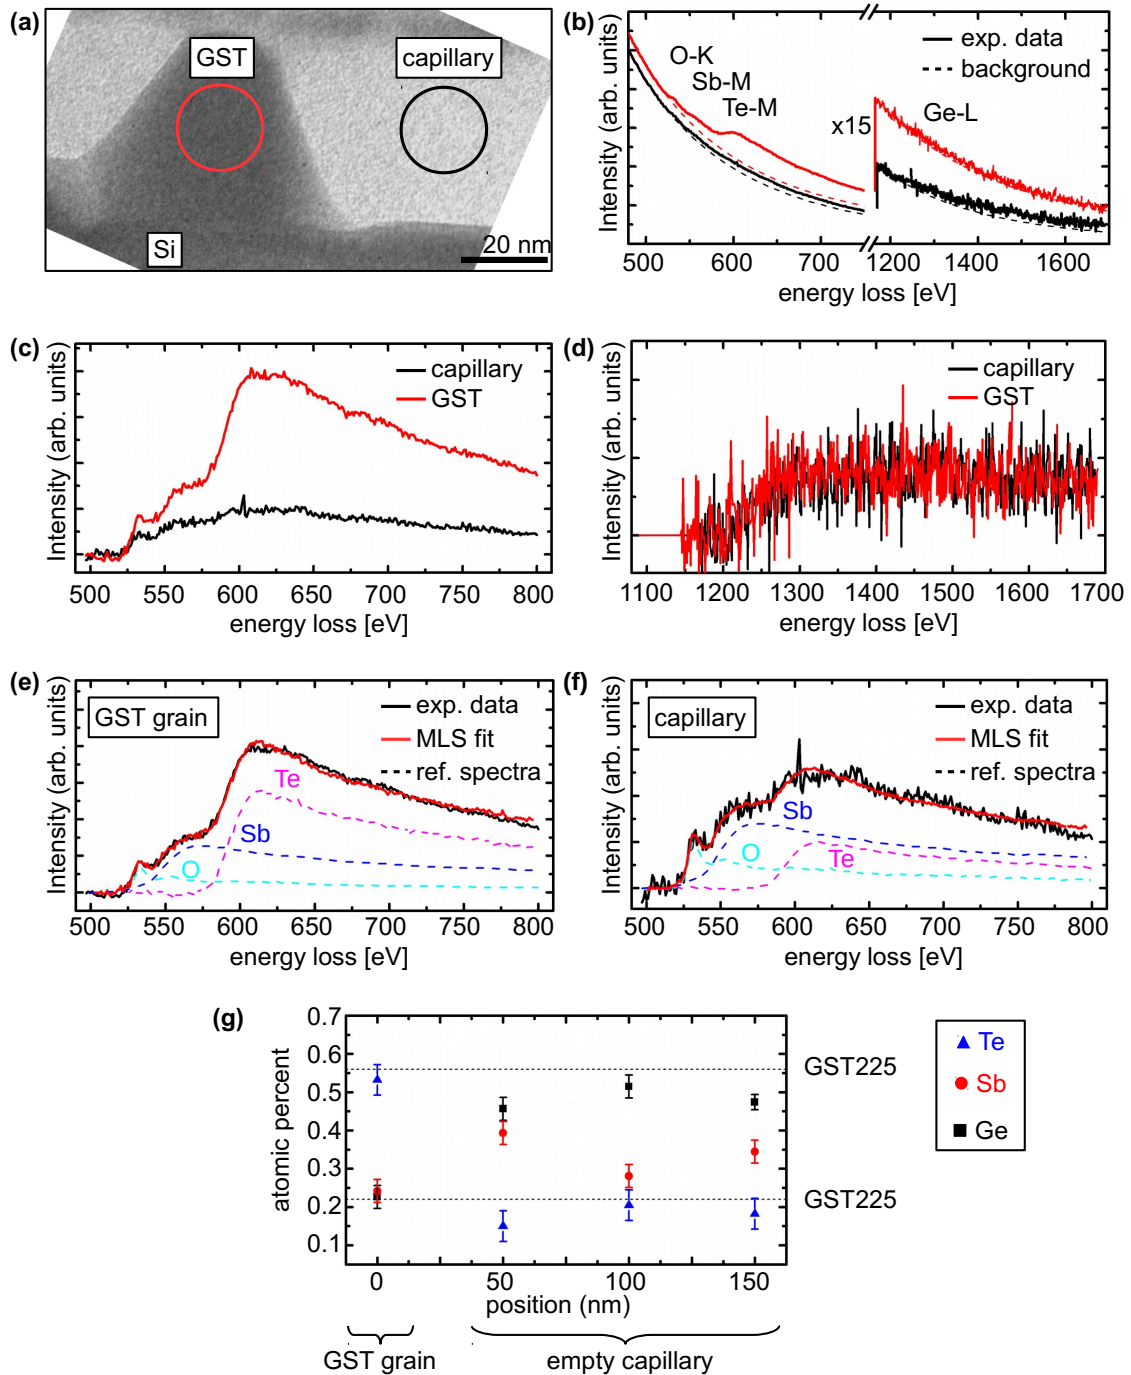 (a)
GST
capillary
Si
20 nm
(b)
Intensity (arb. units)
O-K
Sb-M
Te-M
x15
Ge-L
exp. data
background
500 600 700 1200 1400 1600
energy loss [eV]
(c)
Intensity (arb. units)
capillary
GST
500 550 600 650 700 750 800
energy loss [eV]
(d)
Intensity (arb. units)
capillary
GST
1100 1200 1300 1400 1500 1600 1700
energy loss [eV]
(e)
Intensity (arb. units)
GST grain
exp. data
MLS fit
ref. spectra
Te
Sb
O
500 550 600 650 700 750 800
energy loss [eV]
(f)
Intensity (arb. units)
capillary
exp. data
MLS fit
ref. spectra
Sb
O
Te
500 550 600 650 700 750 800
energy loss [eV]
(g)
atomic percent
0.7
0.6
0.5
0.4
0.3
0.2
0.1
GST225
GST225
0 50 100 150
position (nm)
GST grain
empty capillary
Te
Sb
Ge